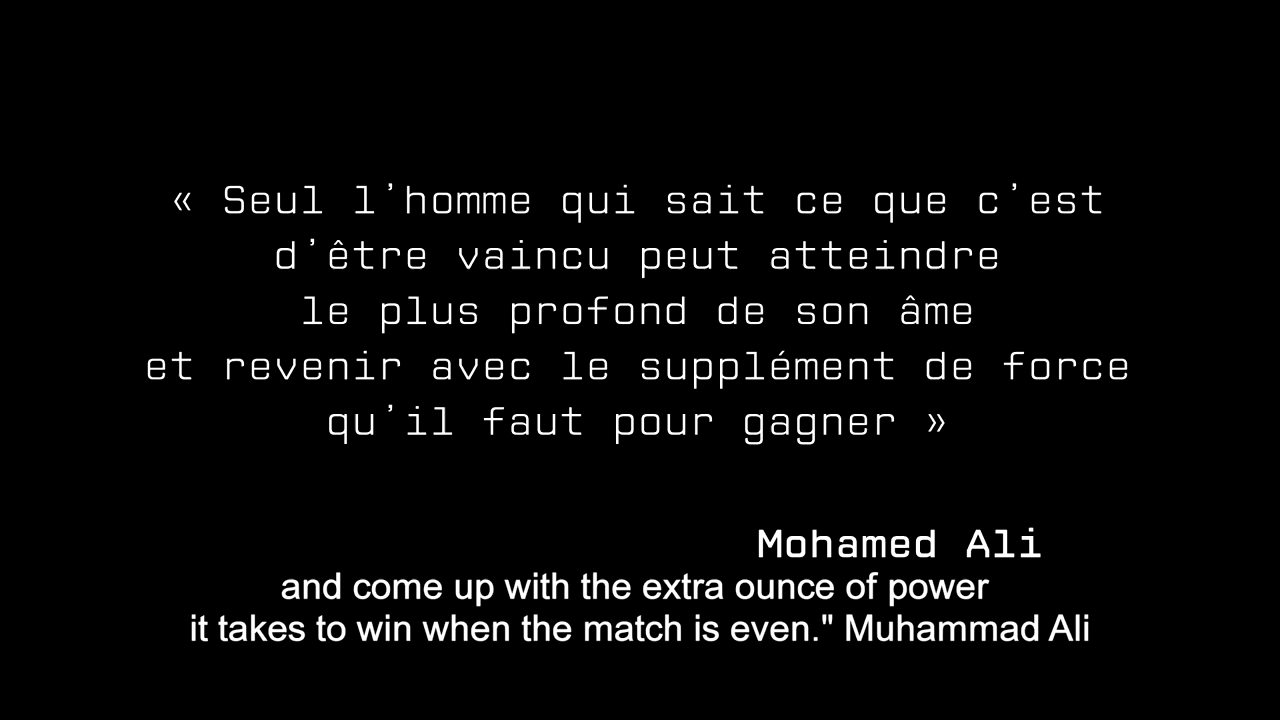 « Seul l’homme qui sait ce que c’est
d’être vaincu peut atteindre
le plus profond de son âme
et revenir avec le supplément de force
qu’il faut pour gagner »
Mohamed Ali
and come up with the extra ounce of power
it takes to win when the match is even." Muhammad Ali